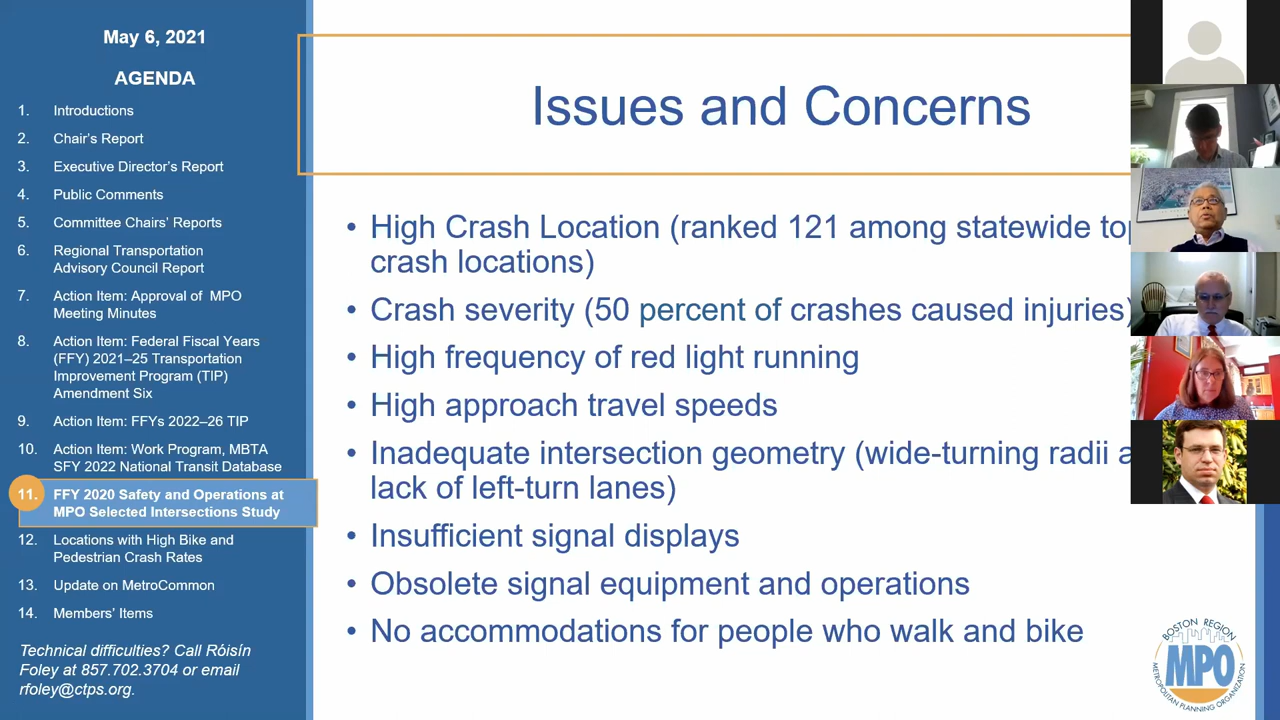 May 6, 2021
AGENDA
1. Introductions
2. Chair's Report
3. Executive Director's Report
4. Public Comments
5. Committee Chairs' Reports
6. Regional Transportation
Advisory Council Report
7. Action Item: Approval of MPO
Meeting Minutes
8. Action Item: Federal Fiscal Years
(FFY) 2021–25 Transportation
Improvement Program (TIP)
Amendment Six
9. Action Item: FFYs 2022–26 TIP
10. Action Item: Work Program, MBTA
SFY 2022 National Transit Database
11. FFY 2020 Safety and Operations at
MPO Selected Intersections Study
12. Locations with High Bike and
Pedestrian Crash Rates
13. Update on MetroCommon
14. Members' Items
Technical difficulties? Call Róisín
Foley at 857.702.3704 or email
rfoley@ctps.org.
Issues and Concerns
• High Crash Location (ranked 121 among statewide
crash locations)
• Crash severity (50 percent of crashes caused injuries)
• High frequency of red light running
• High approach travel speeds
• Inadequate intersection geometry (wide-turning radii
lack of left-turn lanes)
• Insufficient signal displays
• Obsolete signal equipment and operations
• No accommodations for people who walk and bike
BOSTON REGION
MPO
METROPOLITAN PLANNING ORGANIZATION